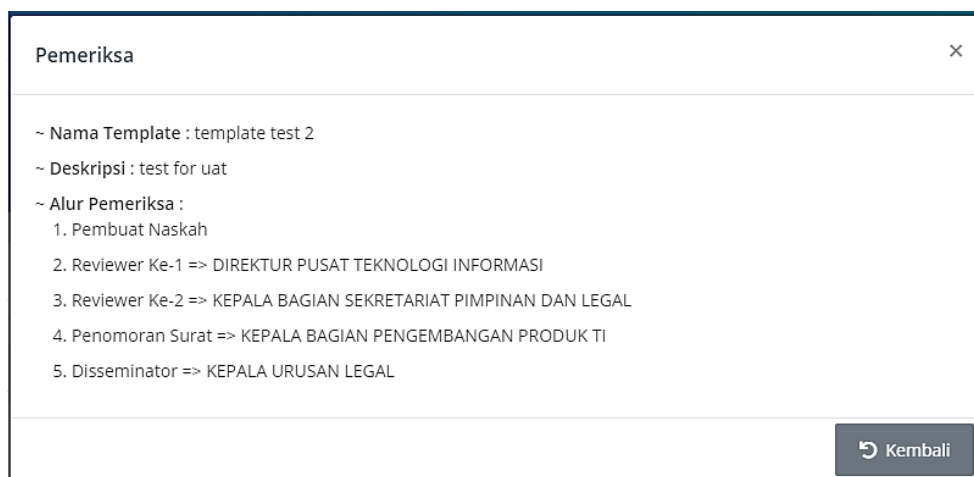 Pemeriksa
×
~ Nama Template : template test 2
~ Deskripsi : test for uat
~ Alur Pemeriksa :
1. Pembuat Naskah
2. Reviewer Ke-1 => DIREKTUR PUSAT TEKNOLOGI INFORMASI
3. Reviewer Ke-2 => KEPALA BAGIAN SEKRETARIAT PIMPINAN DAN LEGAL
4. Penomoran Surat => KEPALA BAGIAN PENGEMBANGAN PRODUK TI
5. Disseminator => KEPALA URUSAN LEGAL
Kembali